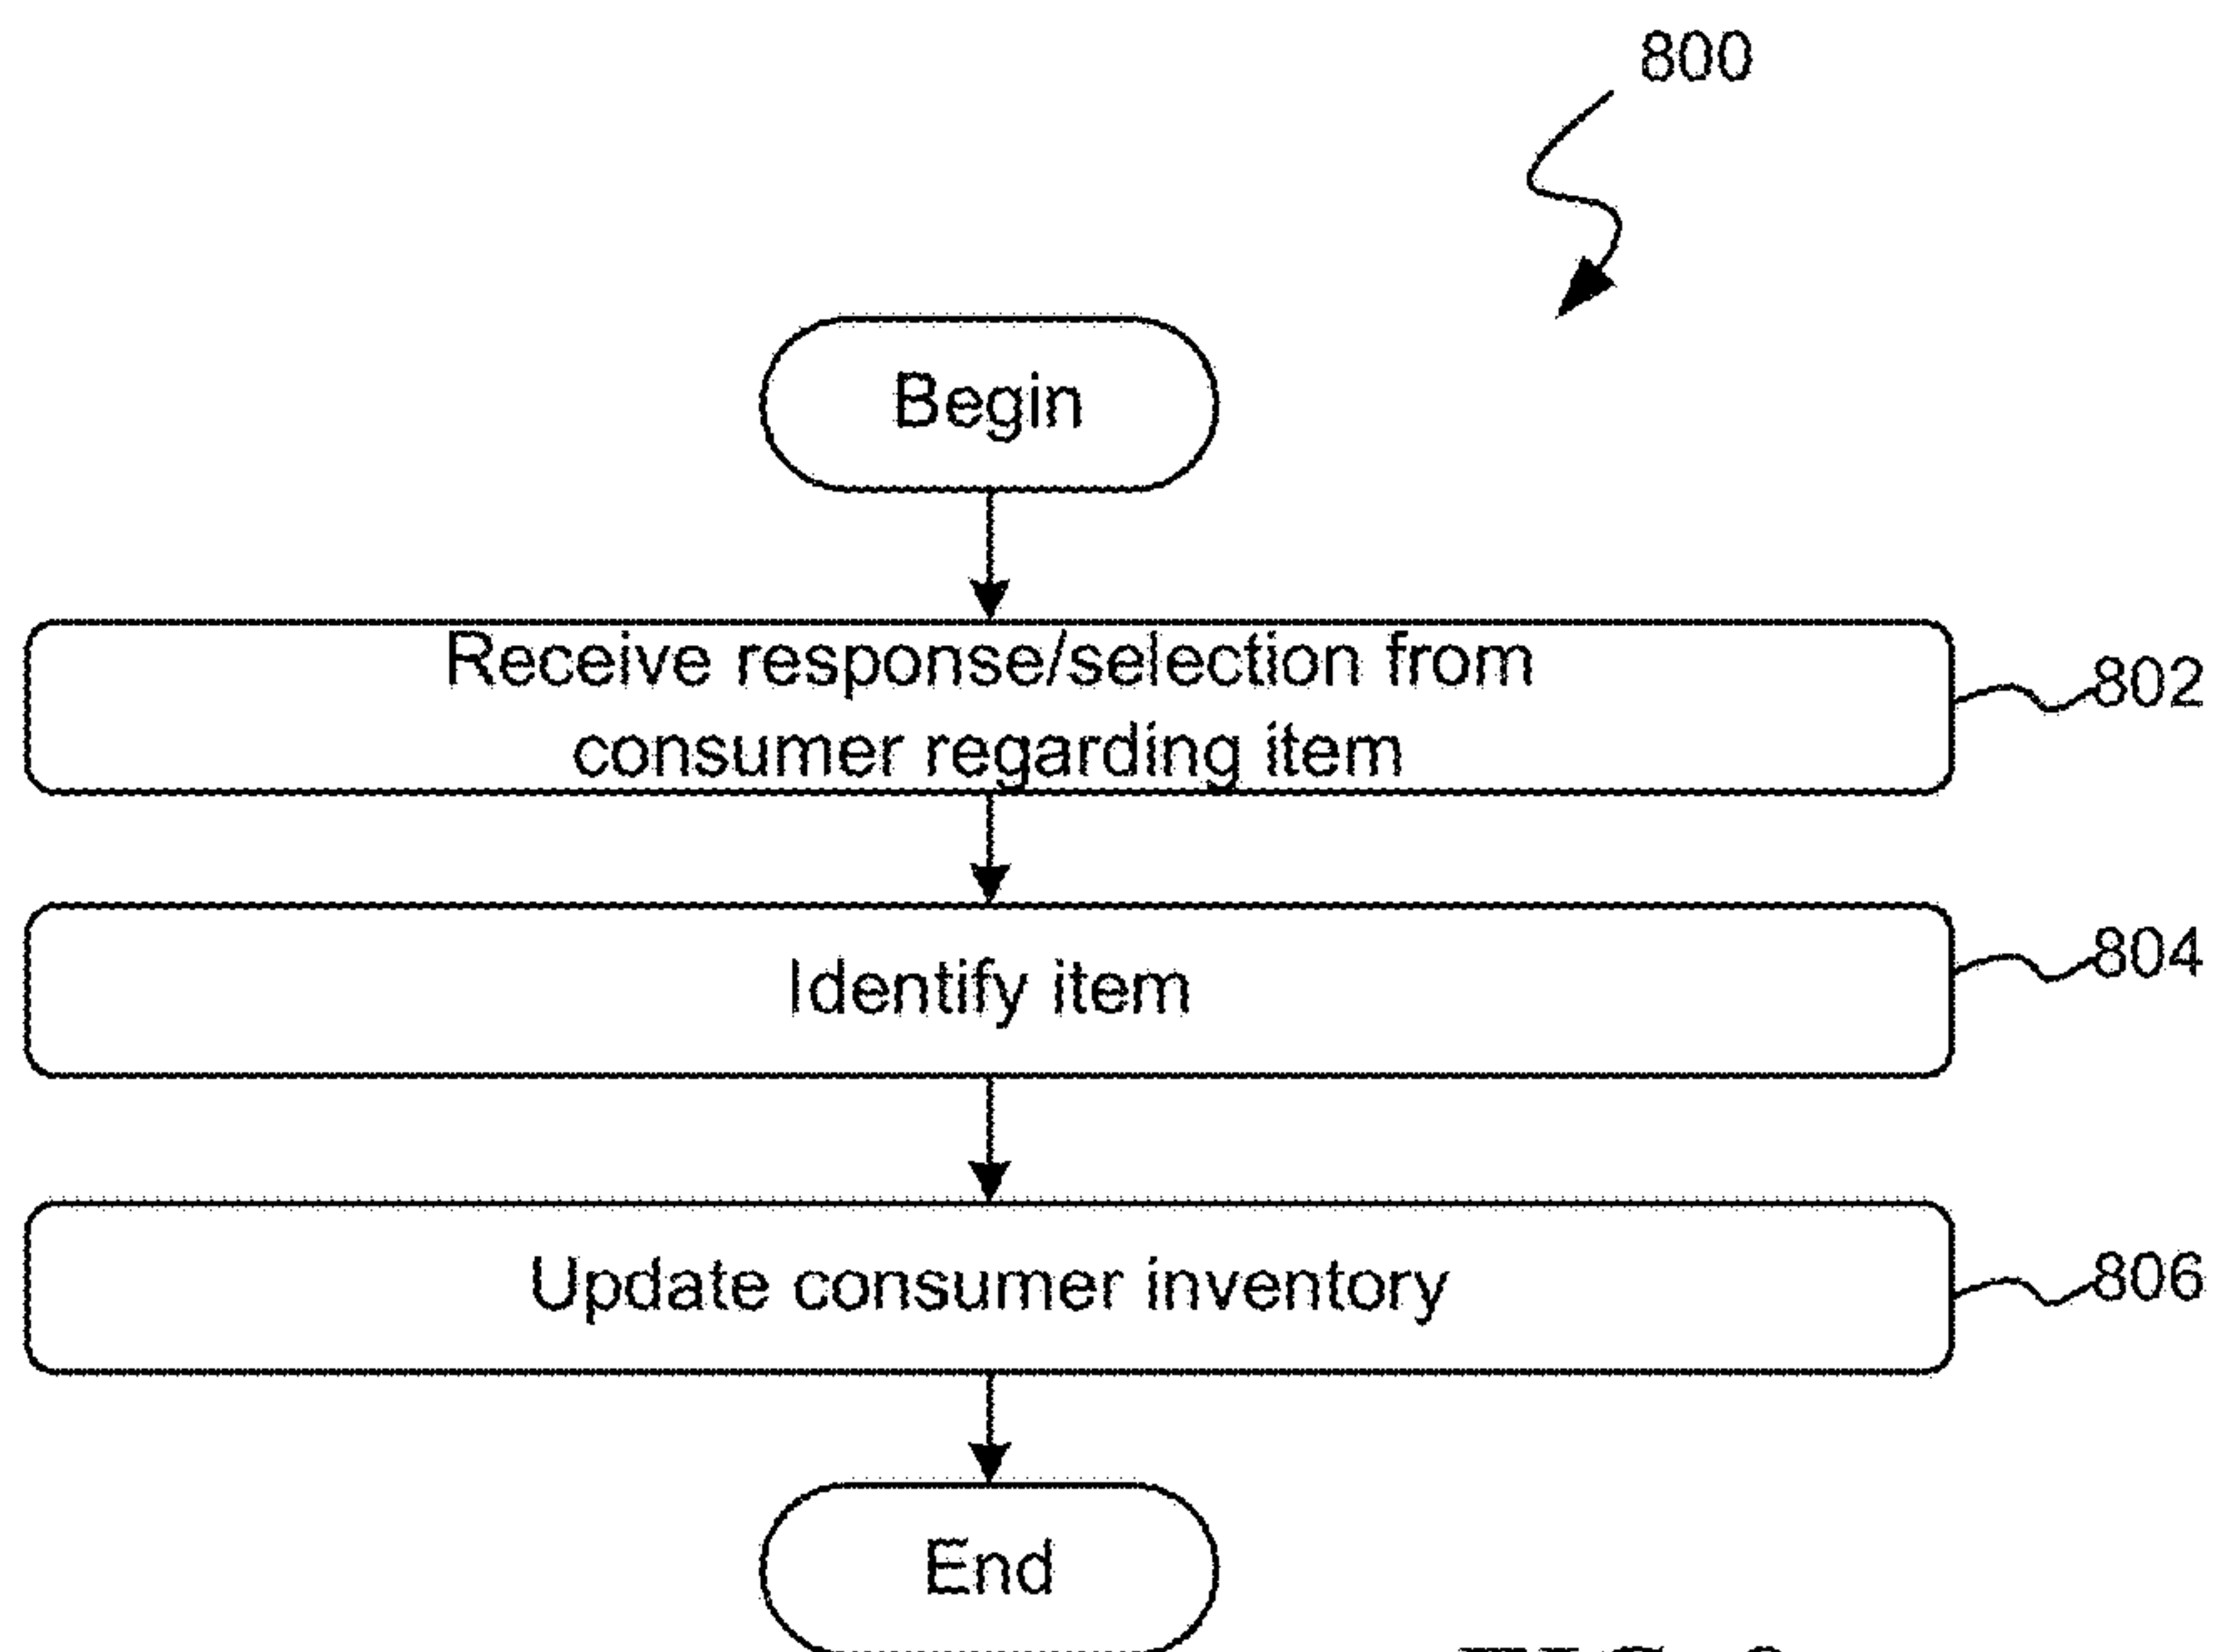 800
Begin
Receive response/selection from
consumer regarding item
802
Identify item
804
Update consumer inventory
806
End